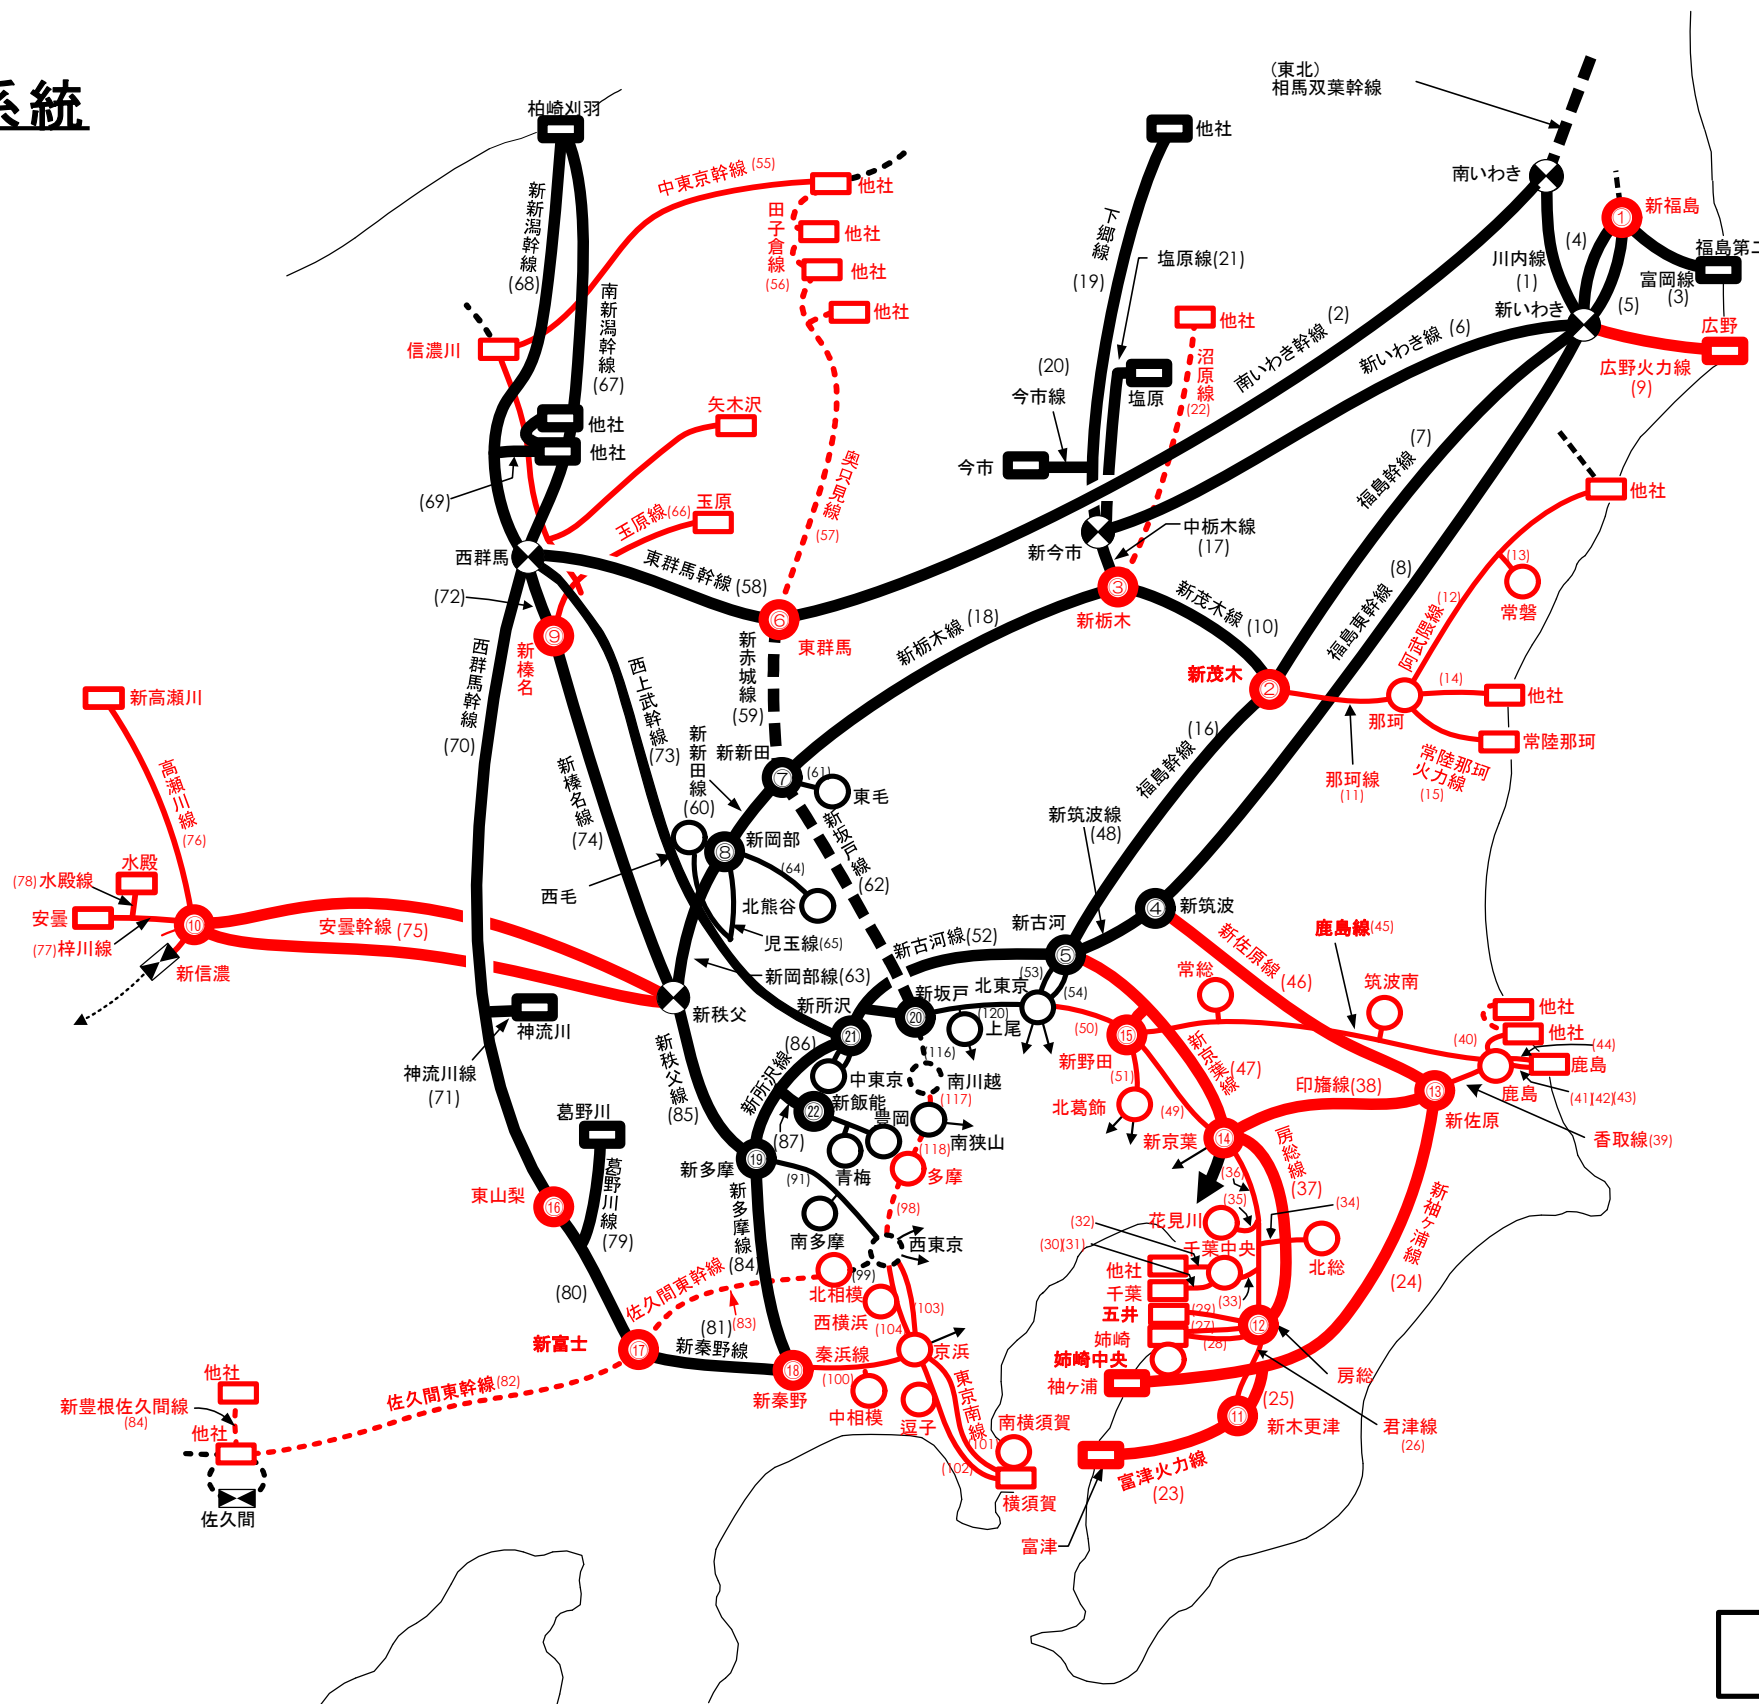 系統
柏崎刈羽
新新潟幹線
(68)
南新潟幹線
(67)
中東京幹線 (55)
他社
田子倉線
(56)
他社
他社
他社
信濃川
他社
他社
(69)
矢木沢
玉原
玉原線(66)
奥只見線
(57)
西群馬
東群馬幹線 (58)
(72)
⑨
新榛名
⑥
東群馬
新赤城線
(59)
(東北)
相馬双葉幹線
他社
下郷線
(19)
塩原線(21)
(20)
今市線
塩原
今市
他社
沼原線
(22)
南いわき
①
新福島
福島第二
川内線
(1)
(4)
(5)
富岡線
(3)
新いわき
広野
広野火力線
(9)
南いわき幹線 (2)
新いわき線 (6)
福島幹線
(7)
福島東幹線 (8)
新今市
中栃木線
(17)
③
新栃木
新茂木線 (10)
新栃木線 (18)
新茂木
②
福島幹線
(16)
他社
(13)
常磐
阿武隈線 (12)
(14)
他社
那珂
那珂線
(11)
常陸那珂
常陸那珂
火力線
(15)
新高瀬川
高瀬川線
(76)
水殿
(78)水殿線
安曇
(77)梓川線
⑩
新信濃
安曇幹線 (75)
西群馬幹線
(70)
新榛名線
(74)
西上武幹線
(73)
新新田線
(60)
新新田
⑦
(61)
東毛
新坂戸線
(62)
⑧
新岡部
(64)
西毛
北熊谷
児玉線(65)
新岡部線(63)
新秩父
神流川
神流川線
(71)
新秩父線
(85)
葛野川
葛野川線
(79)
東山梨
⑯
(80)
新富士
⑰
(81)
新秦野線
佐久間東幹線
(83)
佐久間東幹線(82)
他社
新豊根佐久間線
(84)
他社
佐久間
新所沢
㉑
新所沢線
(86)
(87)
中東京
㉒
新飯能
豊岡
青梅
新多摩
⑲
(91)
南多摩
新多摩線
(84)
⑱
新秦野
新古河線(52)
新古河
⑤
新筑波線
(48)
④
新筑波
(53)
(54)
北東京
新坂戸
⑳
(120)
上尾
(116)
南川越
(117)
南狭山
(118)
多摩
(98)
西東京
(99)
北相模
西横浜
(103)
(104)
秦浜線
(100)
中相模
京浜
逗子
東京南線
(101)
(102)
南横須賀
横須賀
(50)
⑮
新野田
(51)
北葛飾
(49)
新京葉線
(47)
新京葉
⑭
常総
新佐原線
(46)
鹿島線(45)
筑波南
他社
他社
(40)
(44)
鹿島
鹿島
(41)(42)(43)
香取線(39)
印旛線(38)
⑬
新佐原
房総線
(37)
(36)
(35)
花見川
(34)
北総
(32)
(30)(31)
千葉中央
他社
千葉
(33)
五井
(29)
(27)
(28)
姉崎
姉崎中央
⑫
房総
新袖ヶ浦線
(24)
袖ヶ浦
(25)
⑪
新木更津
君津線
(26)
富津火力線
(23)
富津